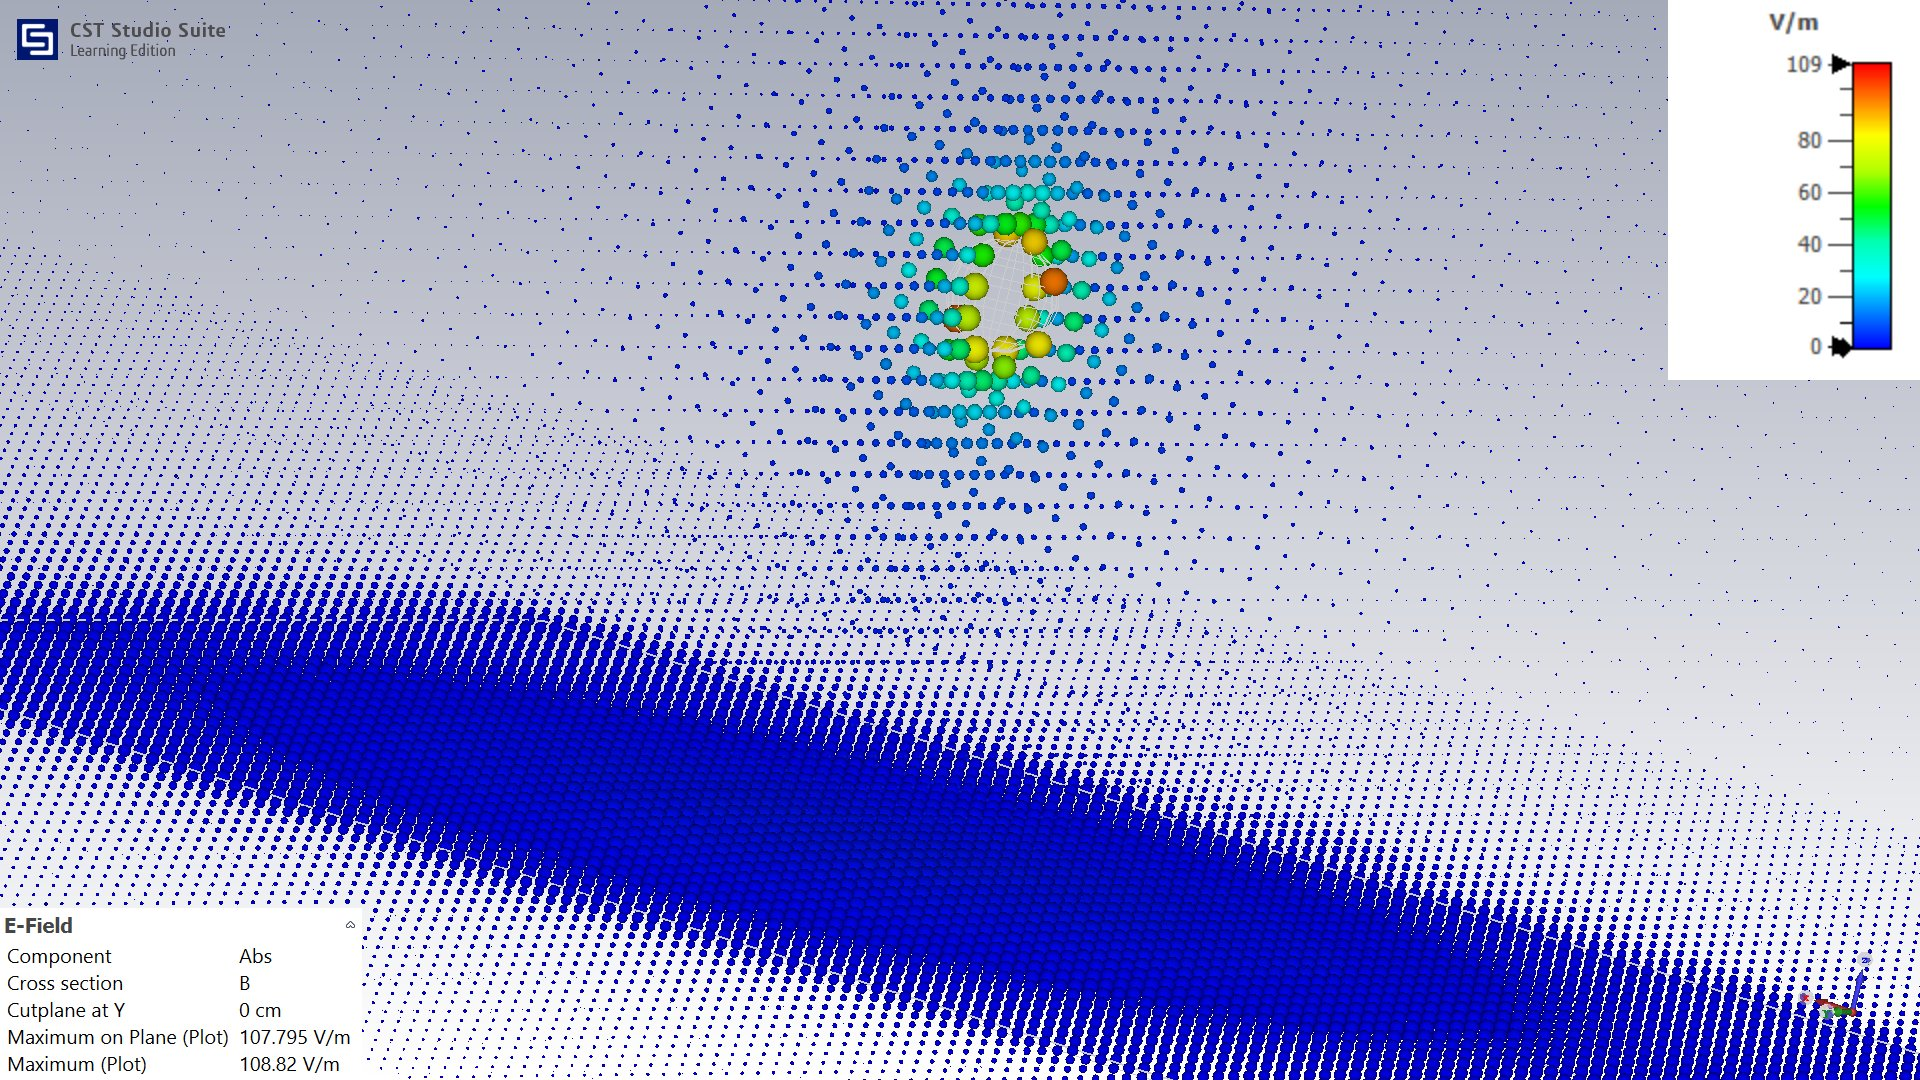 CST Studio Suite
Learning Edition
V/m
109
80
60
40
20
0
E-Field
Component Abs
Cross section B
Cutplane at Y 0 cm
Maximum on Plane (Plot) 107.795 V/m
Maximum (Plot) 108.82 V/m